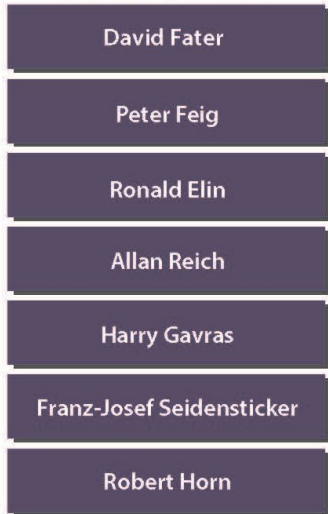 David Fater
Peter Feig
Ronald Elin
Allan Reich
Harry Gavras
Franz-Josef Seidensticker
Robert Horn